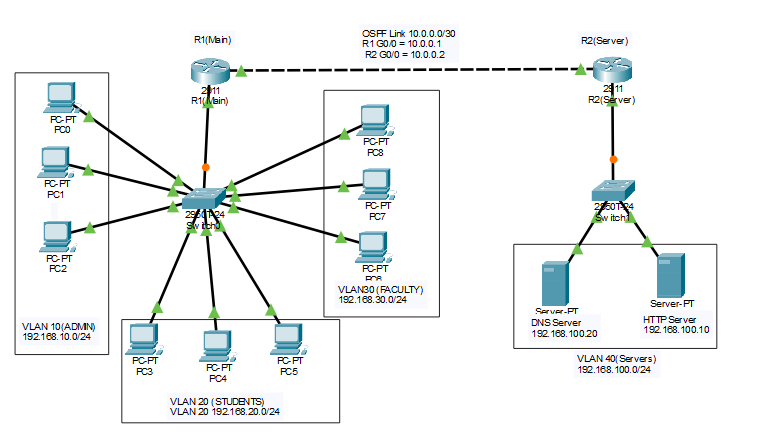 R1(Main)
OSPF Link 10.0.0.0/30
R1 G0/0 = 10.0.0.1
R2 G0/0 = 10.0.0.2
R2(Server)
2911
R1(Main)
2911
R2(Server)
PC-PT
PC0
PC-PT
PC1
PC-PT
PC2
VLAN 10(ADMIN)
192.168.10.0/24
2950T-24
Switch0
PC-PT
PC8
PC-PT
PC7
PC-PT
PC6
VLAN30 (FACULTY)
192.168.30.0/24
PC-PT
PC3
PC-PT
PC4
PC-PT
PC5
VLAN 20 (STUDENTS)
VLAN 20 192.168.20.0/24
2950T-24
Switch1
Server-PT
DNS Server
192.168.100.20
Server-PT
HTTP Server
192.168.100.10
VLAN 40(Servers)
192.168.100.0/24